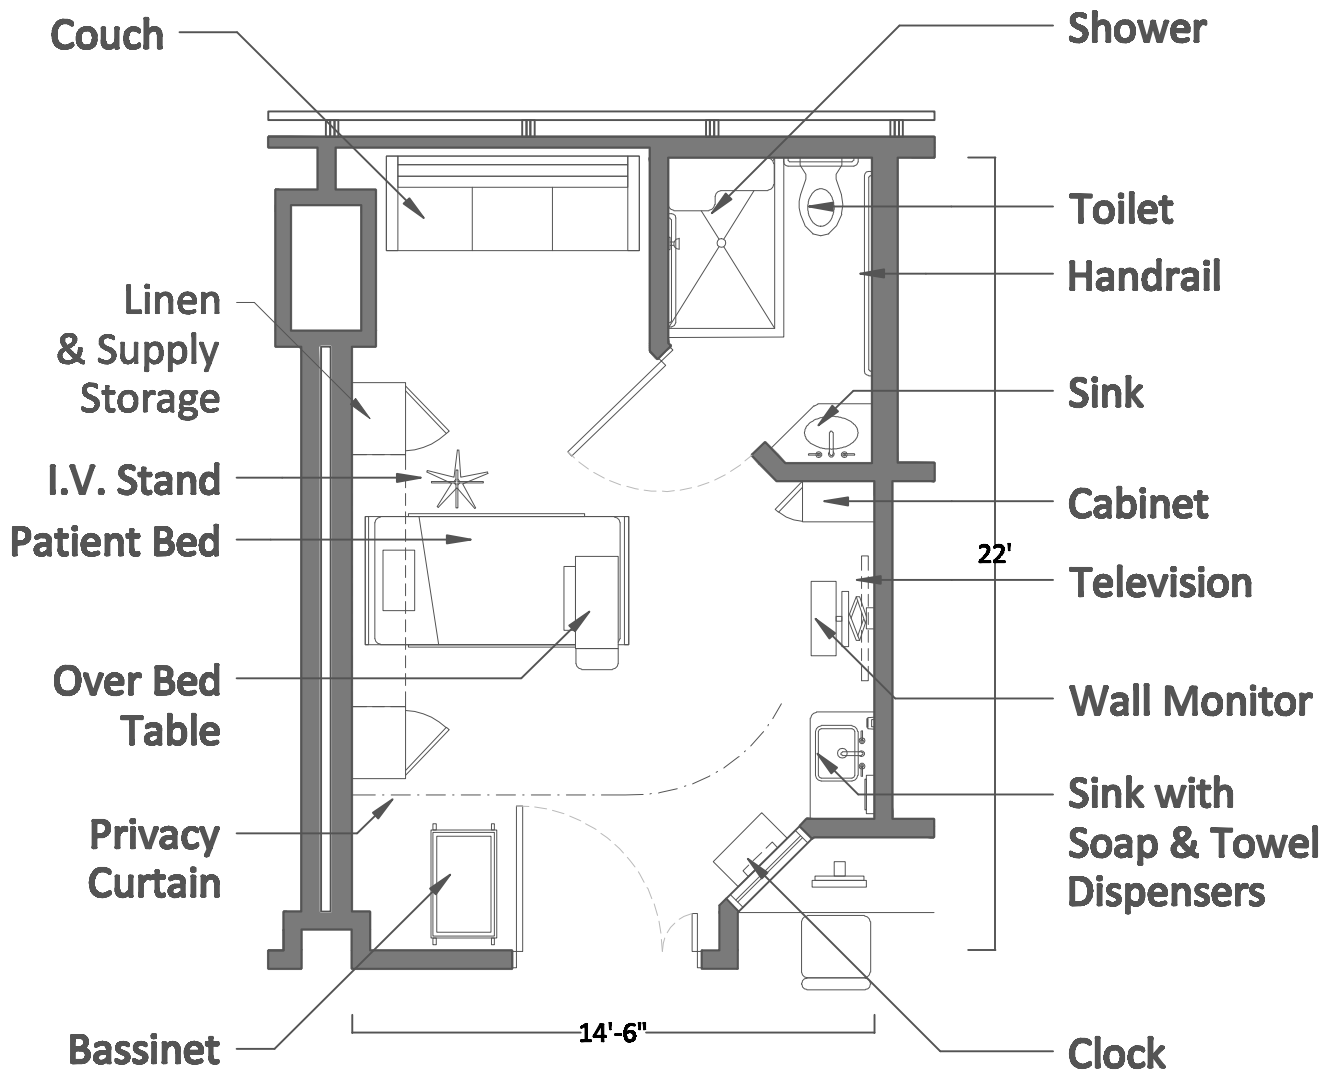 Couch
Shower
Toilet
Handrail
Linen
& Supply
Storage
Sink
I.V. Stand
Cabinet
Patient Bed
22'
Television
Over Bed
Table
Wall Monitor
Sink with
Soap & Towel
Dispensers
Privacy
Curtain
14'-6"
Bassinet
Clock